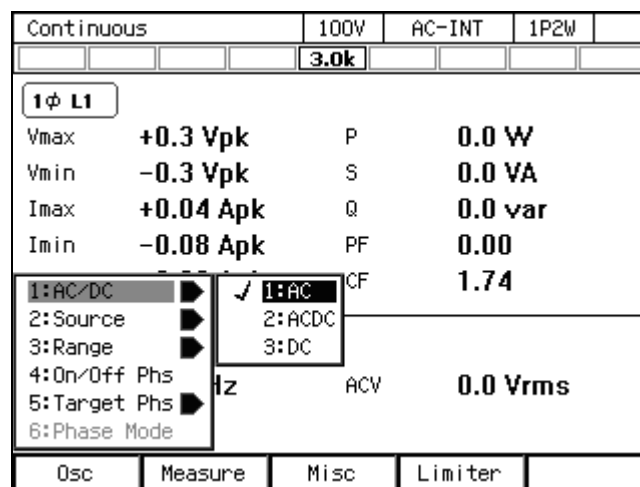 Continuous 100V AC-INT 1P2W
3.0k
1ϕ L1
Vmax +0.3 Vpk P 0.0 W
Vmin -0.3 Vpk S 0.0 VA
Imax +0.04 Apk Q 0.0 var
Imin -0.08 Apk PF 0.00
CF 1.74
1:AC/DC ✓ 1:AC
2:Source 2:ACDC
3:Range 3:DC
4:On/Off Phs Hz ACV 0.0 Vrms
5:Target Phs
6:Phase Mode
Osc Measure Misc Limiter